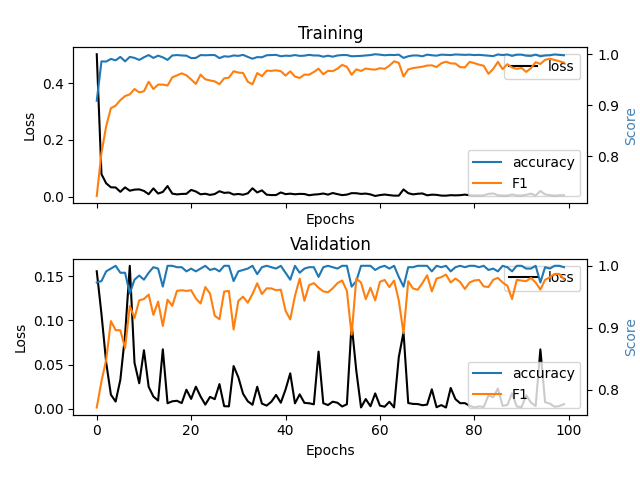 Training
0.4
0.2
0.0
Loss
1.0
0.9
0.8
Score
loss
accuracy
F1
Epochs
Validation
0.15
0.10
0.05
0.00
Loss
1.0
0.9
0.8
Score
loss
accuracy
F1
0 20 40 60 80 100
Epochs